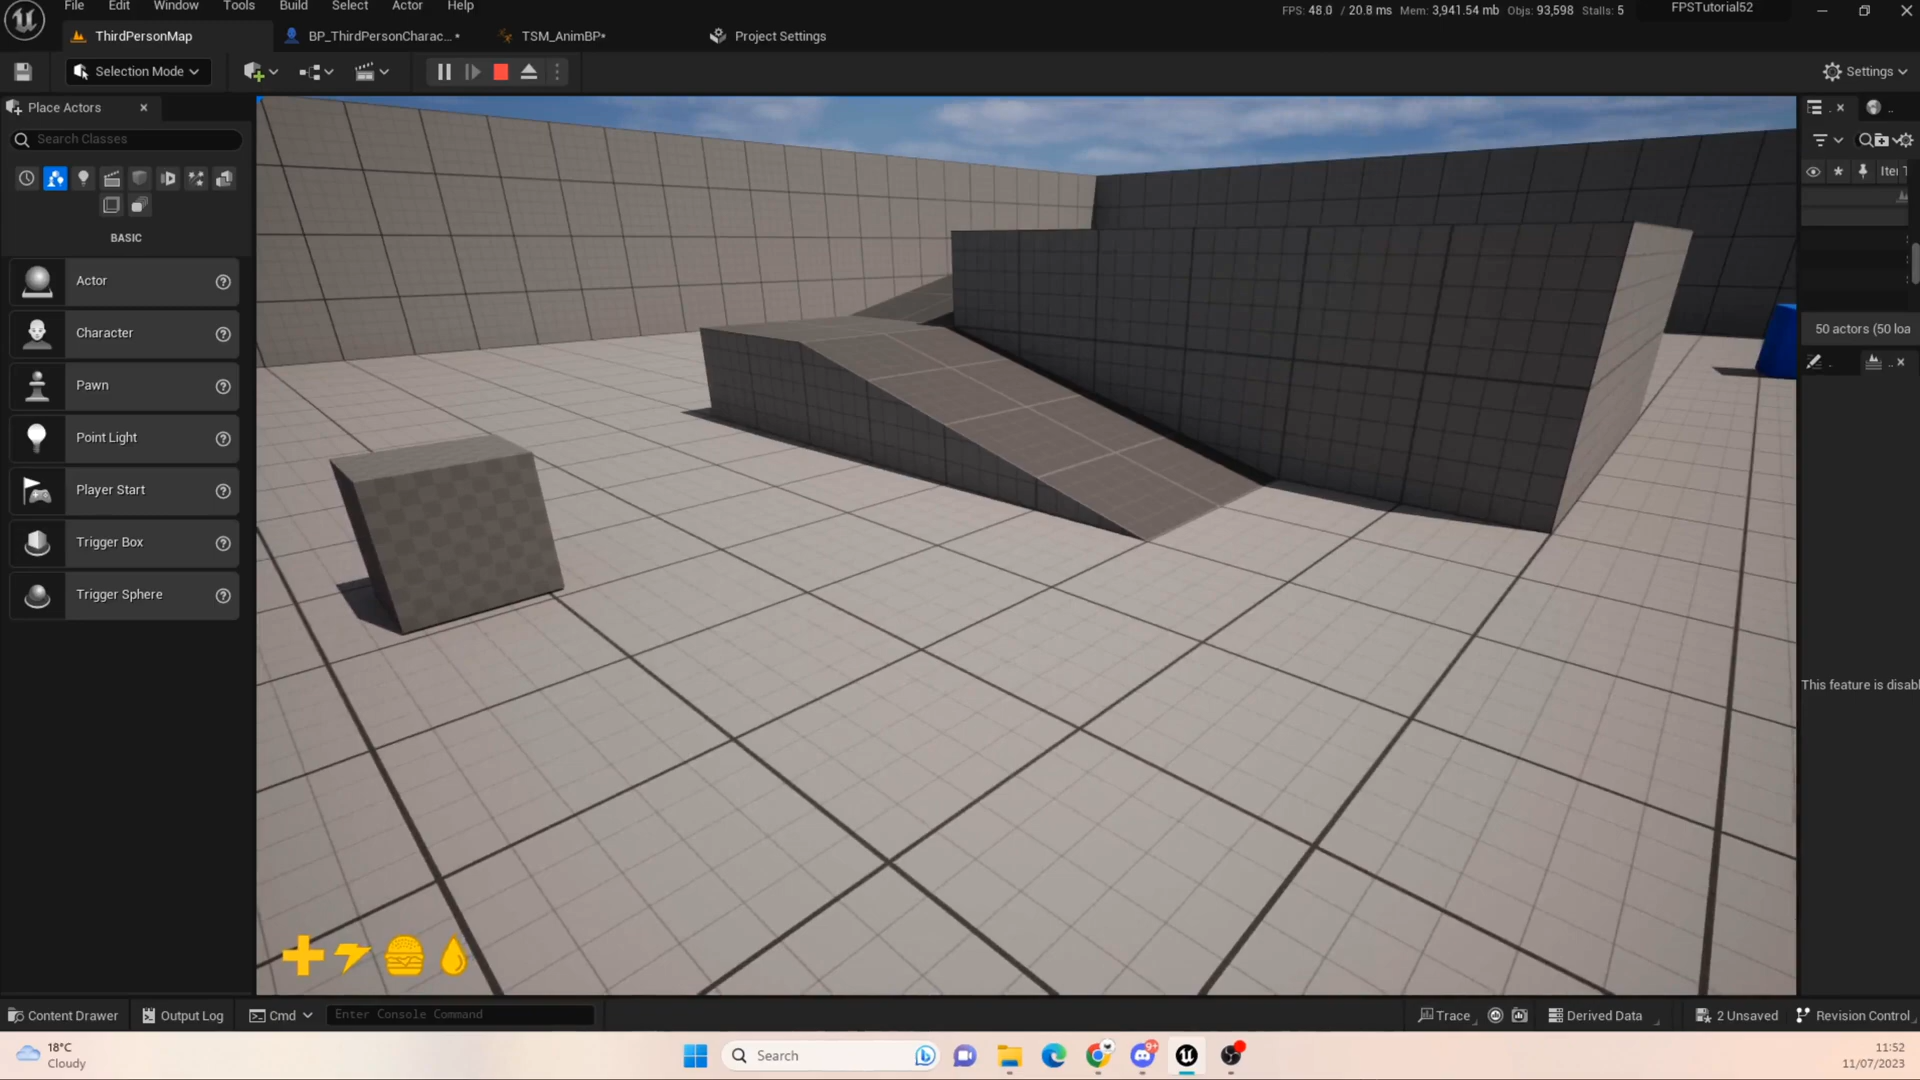 File Edit Window Tools Build Select Actor Help
FPS: 48.0 / 20.8 ms Mem: 3,941.54 mb Objs: 93,598 Stalls: 5
FPSTutorial52
ThirdPersonMap
BP_ThirdPersonCharac... •
TSM_AnimBP•
Project Settings
Selection Mode
Settings
Place Actors
Search Classes
BASIC
Actor
Character
Pawn
Point Light
Player Start
Trigger Box
Trigger Sphere
50 actors (50 loa
This feature is disabl
Content Drawer
Output Log
Cmd
Enter Console Command
Trace
Derived Data
2 Unsaved
Revision Control
18°C
Cloudy
Search
9+
11:52
11/07/2023